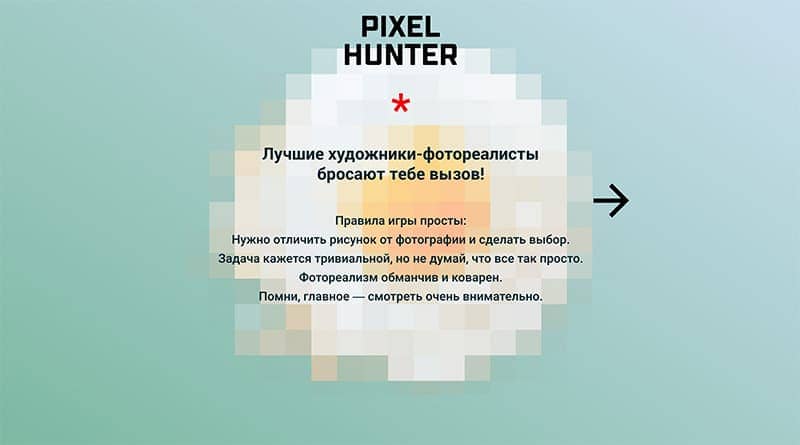 PIXEL
HUNTER
*
Лучшие художники-фотореалисты
бросают тебе вызов!
Правила игры просты:
Нужно отличить рисунок от фотографии и сделать выбор.
Задача кажется тривиальной, но не думай, что все так просто.
Фотореализм обманчив и коварен.
Помни, главное — смотреть очень внимательно.